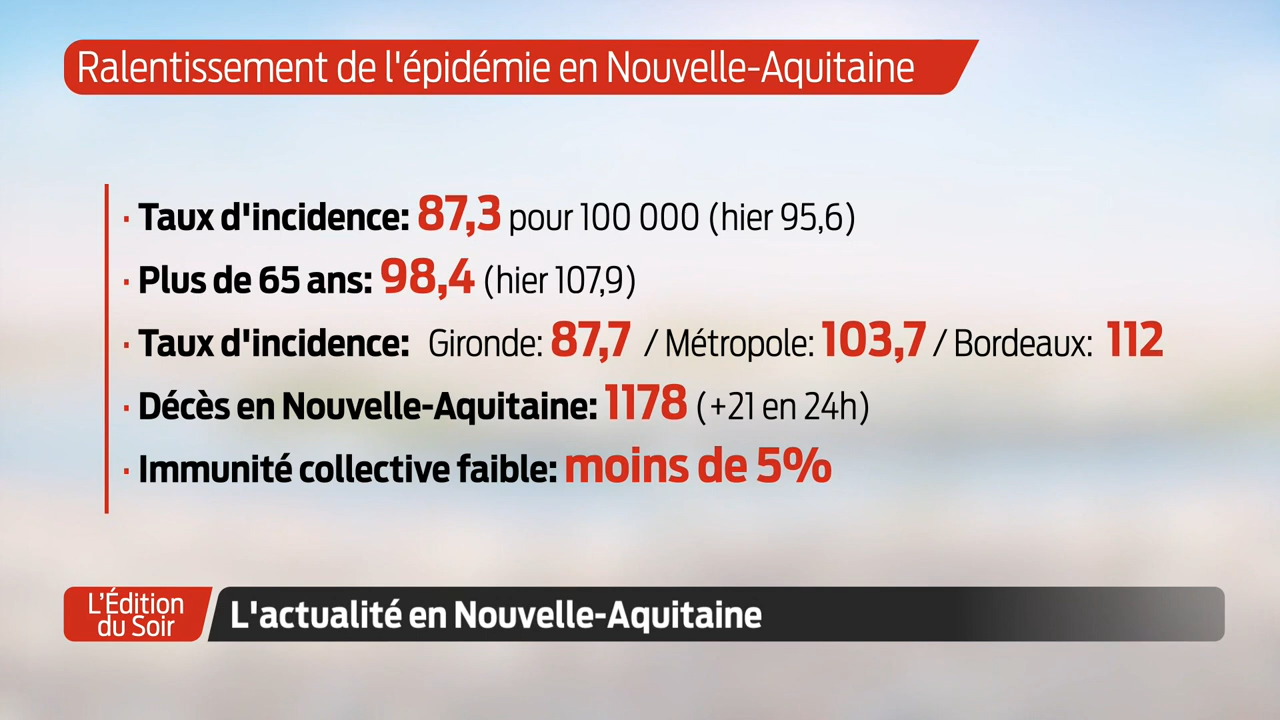 Ralentissement de l'épidémie en Nouvelle-Aquitaine
· Taux d'incidence: 87,3 pour 100 000 (hier 95,6)
· Plus de 65 ans: 98,4 (hier 107,9)
· Taux d'incidence: Gironde: 87,7 / Métropole: 103,7 / Bordeaux: 112
· Décès en Nouvelle-Aquitaine: 1178 (+21 en 24h)
· Immunité collective faible: moins de 5%
L'Édition
du Soir
L'actualité en Nouvelle-Aquitaine